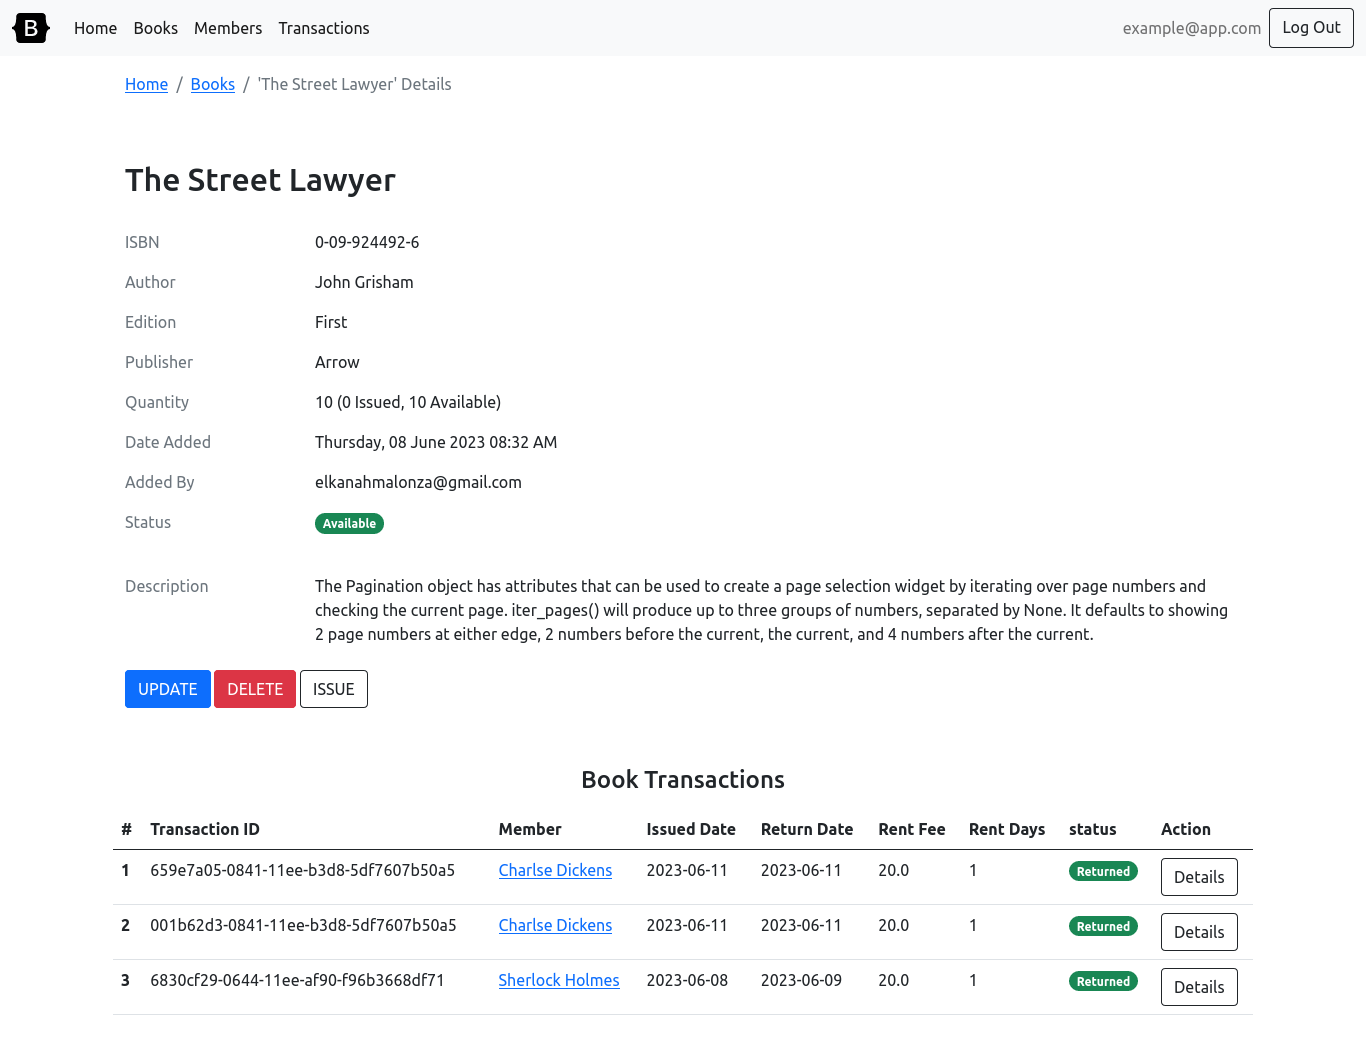 B Home Books Members Transactions example@app.com Log Out
Home / Books / 'The Street Lawyer' Details
The Street Lawyer
ISBN 0-09-924492-6
Author John Grisham
Edition First
Publisher Arrow
Quantity 10 (0 Issued, 10 Available)
Date Added Thursday, 08 June 2023 08:32 AM
Added By elkanahmalonza@gmail.com
Status Available
Description The Pagination object has attributes that can be used to create a page selection widget by iterating over page numbers and
checking the current page. iter_pages() will produce up to three groups of numbers, separated by None. It defaults to showing
2 page numbers at either edge, 2 numbers before the current, the current, and 4 numbers after the current.
UPDATE DELETE ISSUE
Book Transactions
# Transaction ID Member Issued Date Return Date Rent Fee Rent Days status Action
1 659e7a05-0841-11ee-b3d8-5df7607b50a5 Charlse Dickens 2023-06-11 2023-06-11 20.0 1 Returned Details
2 001b62d3-0841-11ee-b3d8-5df7607b50a5 Charlse Dickens 2023-06-11 2023-06-11 20.0 1 Returned Details
3 6830cf29-0644-11ee-af90-f96b3668df71 Sherlock Holmes 2023-06-08 2023-06-09 20.0 1 Returned Details